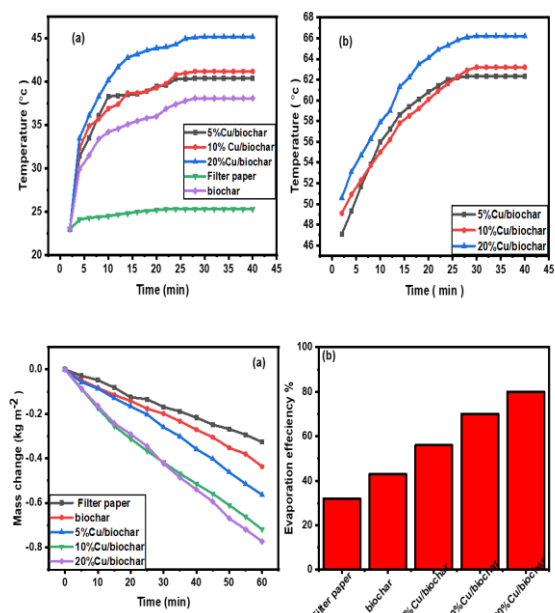 (a)
Temperature (°c)
45
40
35
30
25
20
5%Cu/biochar
10% Cu/biochar
20%Cu/biochar
Filter paper
biochar
0 5 10 15 20 25 30 35 40 45
Time (min)
(b)
Temperature ( °c )
68
66
64
62
60
58
56
54
52
50
48
46
5%Cu/biochar
10%Cu/biochar
20%Cu/biochar
0 5 10 15 20 25 30 35 40 45
Time ( min )
(a)
Mass change (kg m-2)
0.0
-0.2
-0.4
-0.6
-0.8
Filter paper
biochar
5%Cu/biochar
10%Cu/biochar
20%Cu/biochar
0 10 20 30 40 50 60
Time (min)
(b)
Evaporation effeciency %
100
80
60
40
20
0
biochar